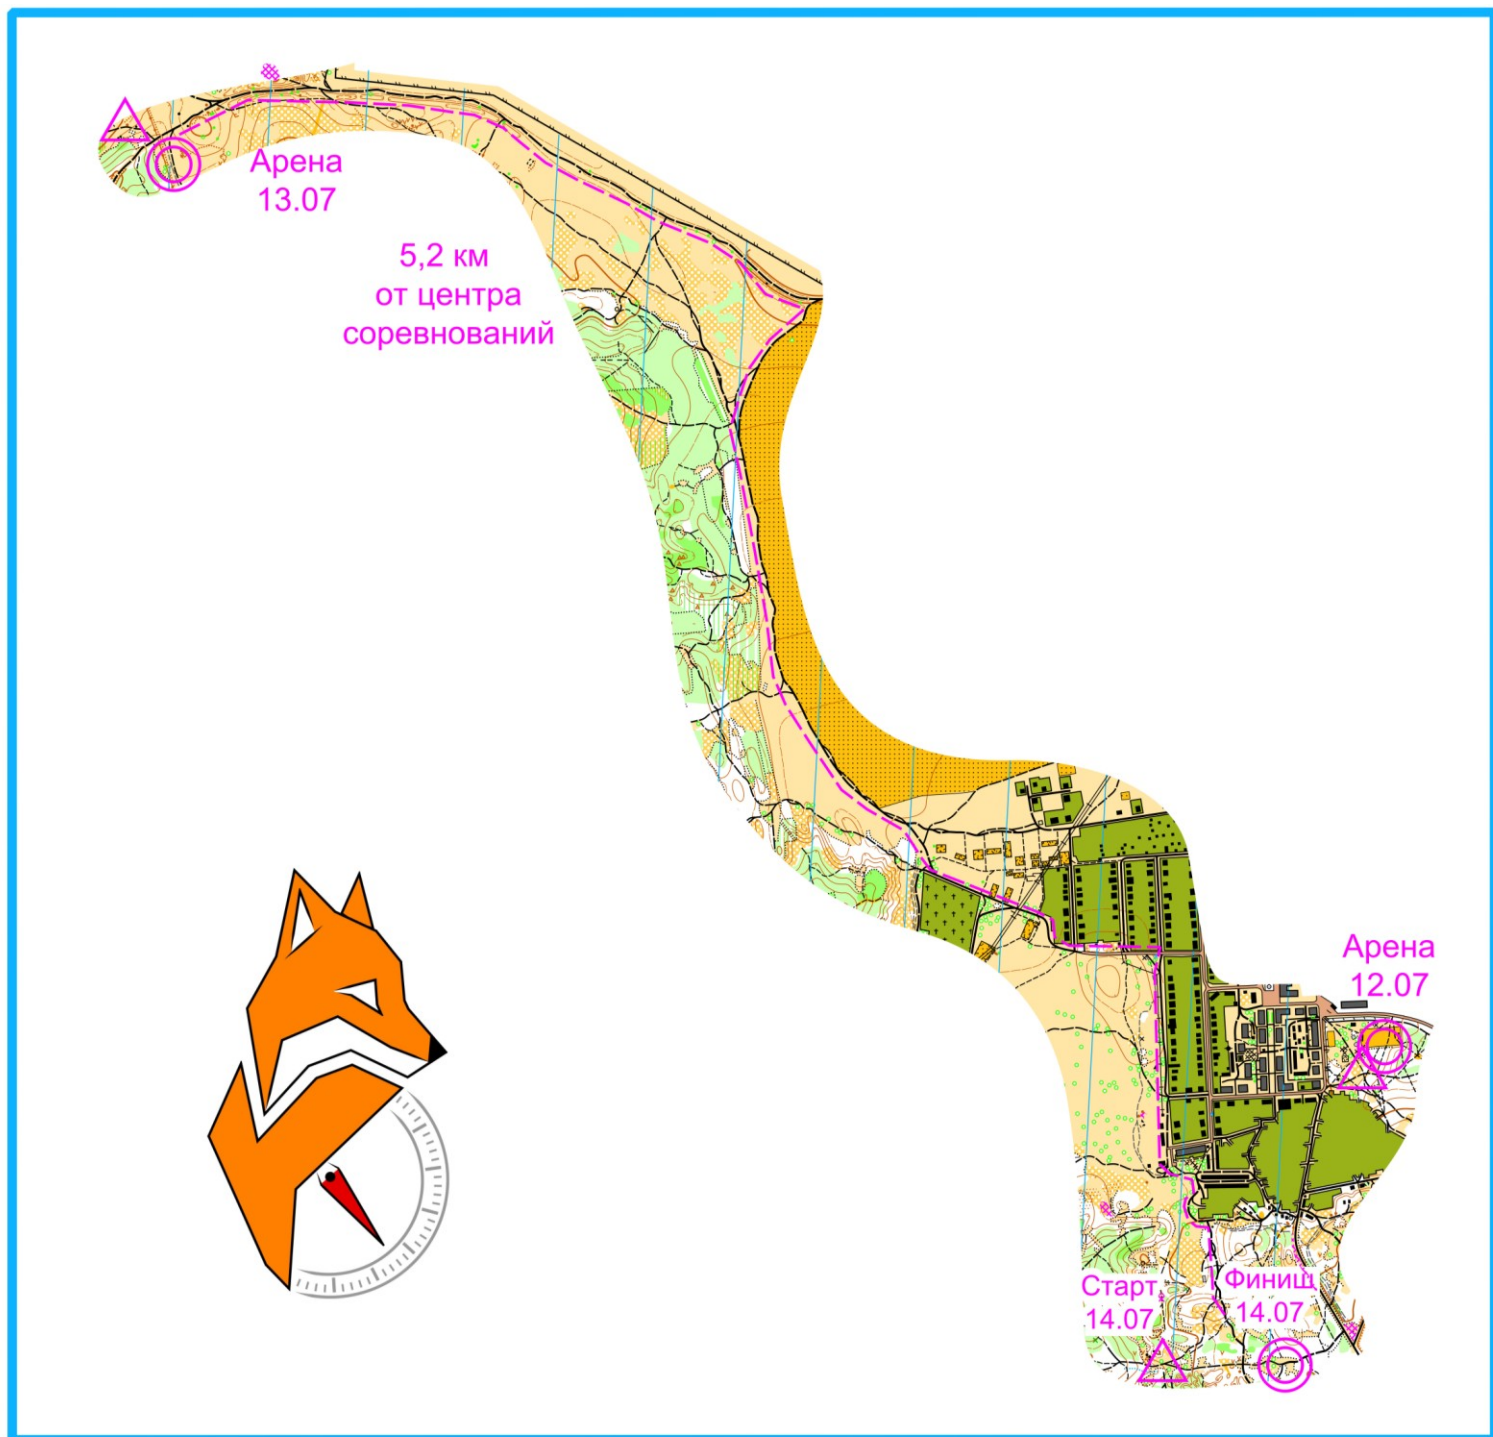 Арена
13.07
5,2 км
от центра
соревнований
Арена
12.07
Старт
14.07
Финиш
14.07